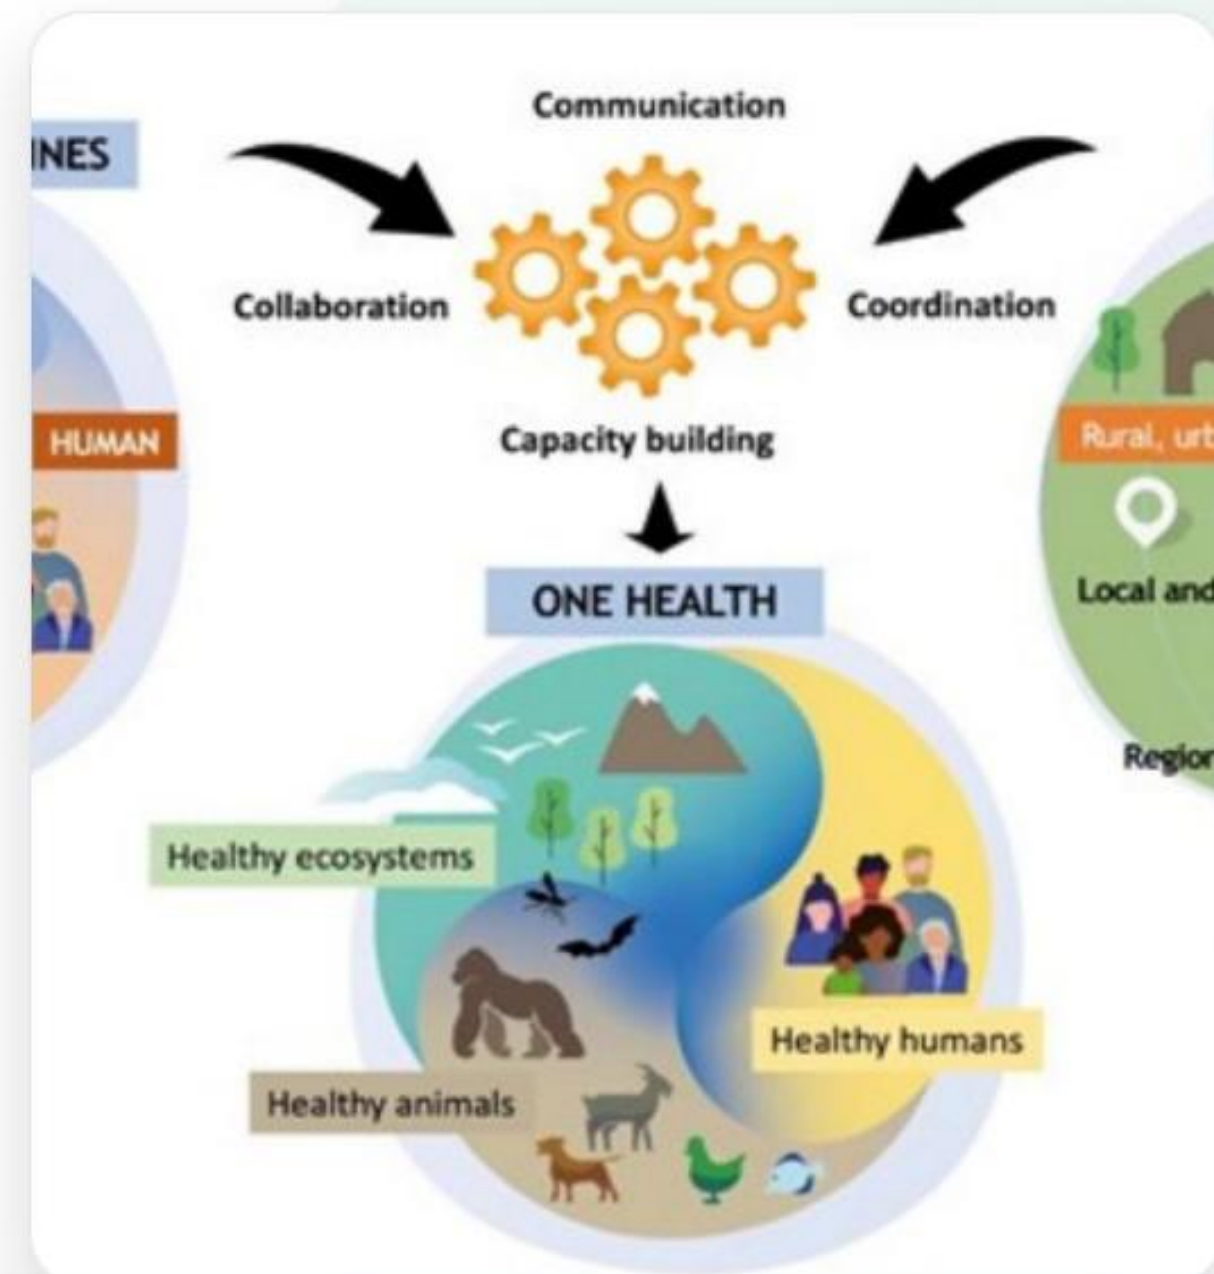 Communication
INES
Collaboration
Coordination
HUMAN
Capacity building
Rural, urb
ONE HEALTH
Local and
Region
Healthy ecosystems
Healthy humans
Healthy animals